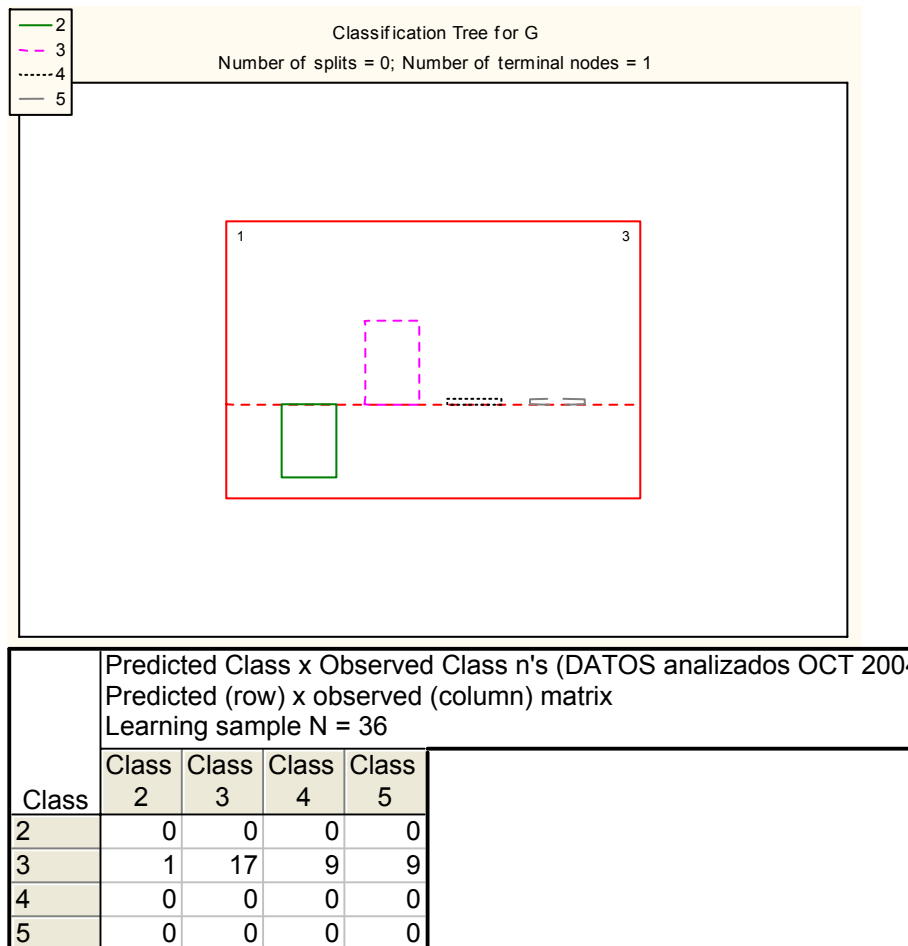 2
3
4
5
Classification Tree for G
Number of splits = 0; Number of terminal nodes = 1
1 3
Predicted Class x Observed Class n's (DATOS analizados OCT 2004
Predicted (row) x observed (column) matrix
Learning sample N = 36
Class Class 2 Class 3 Class 4 Class 5
2 0 0 0 0
3 1 17 9 9
4 0 0 0 0
5 0 0 0 0